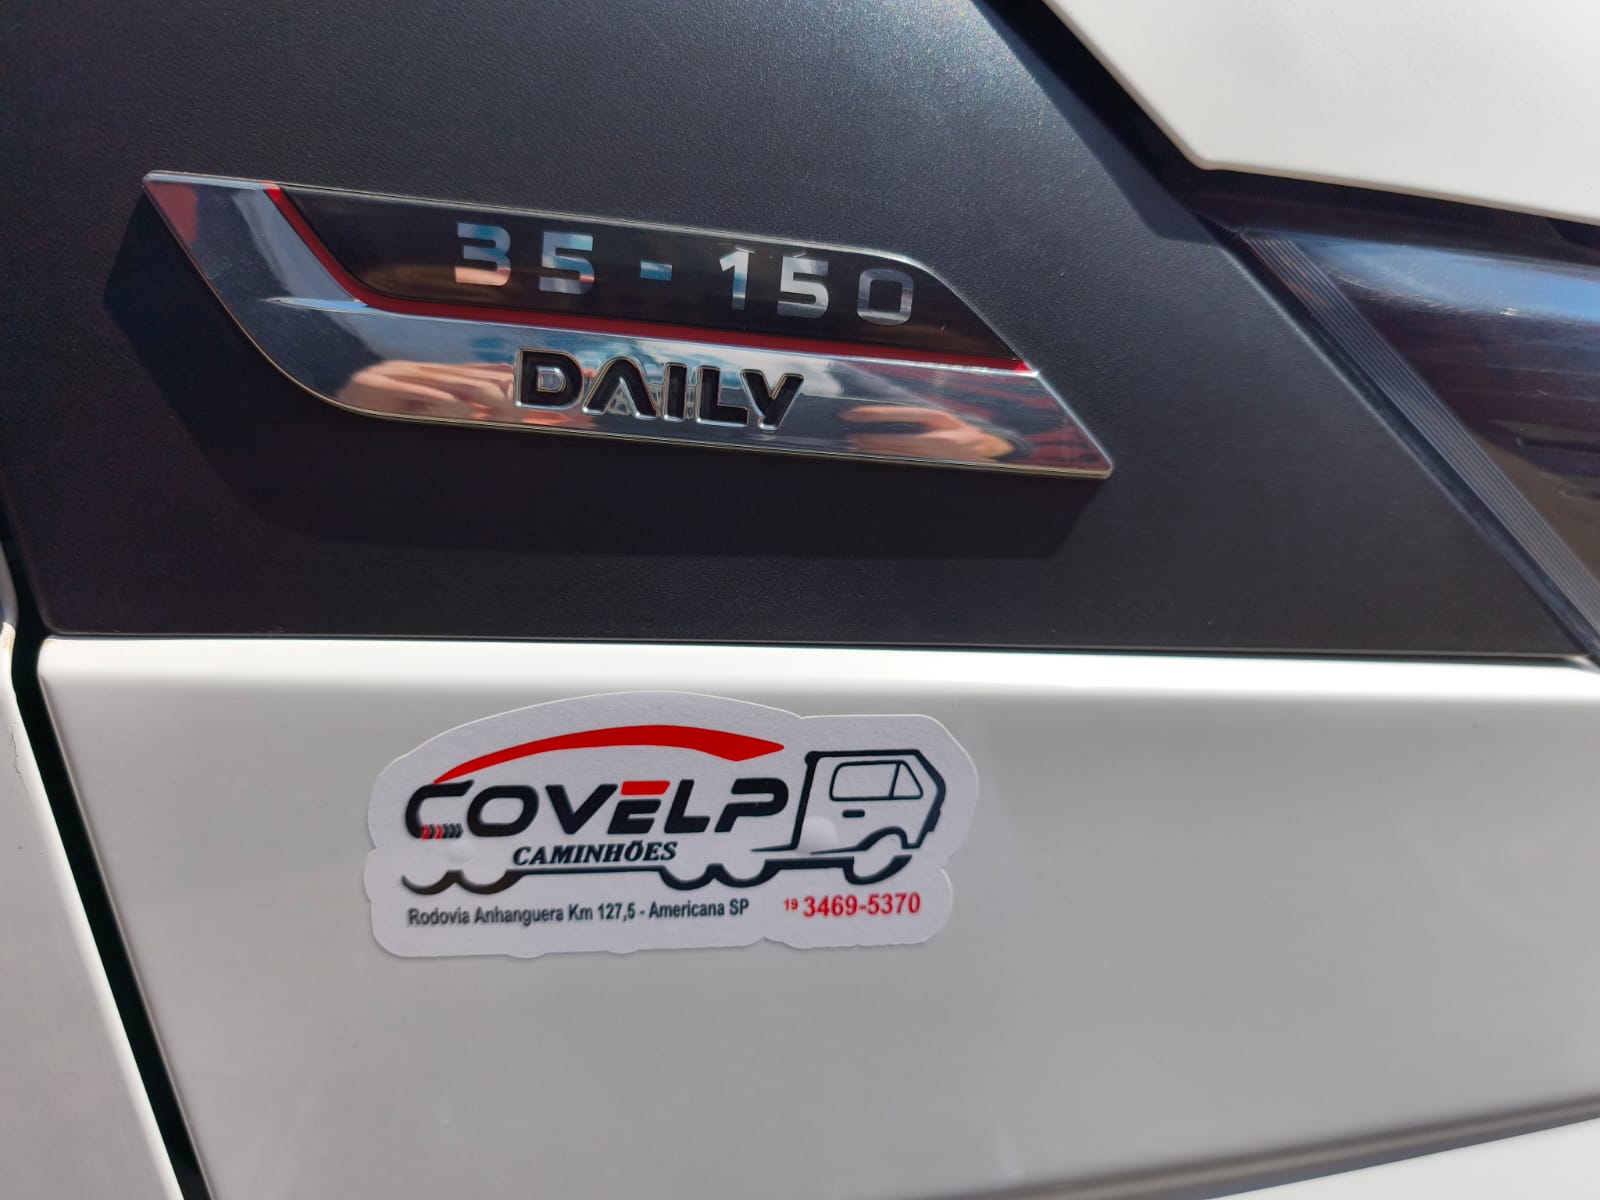 35-150
DAILY
COVELP
CAMINHÕES
Rodovia Anhanguera Km 127,5 - Americana SP
19 3469-5370